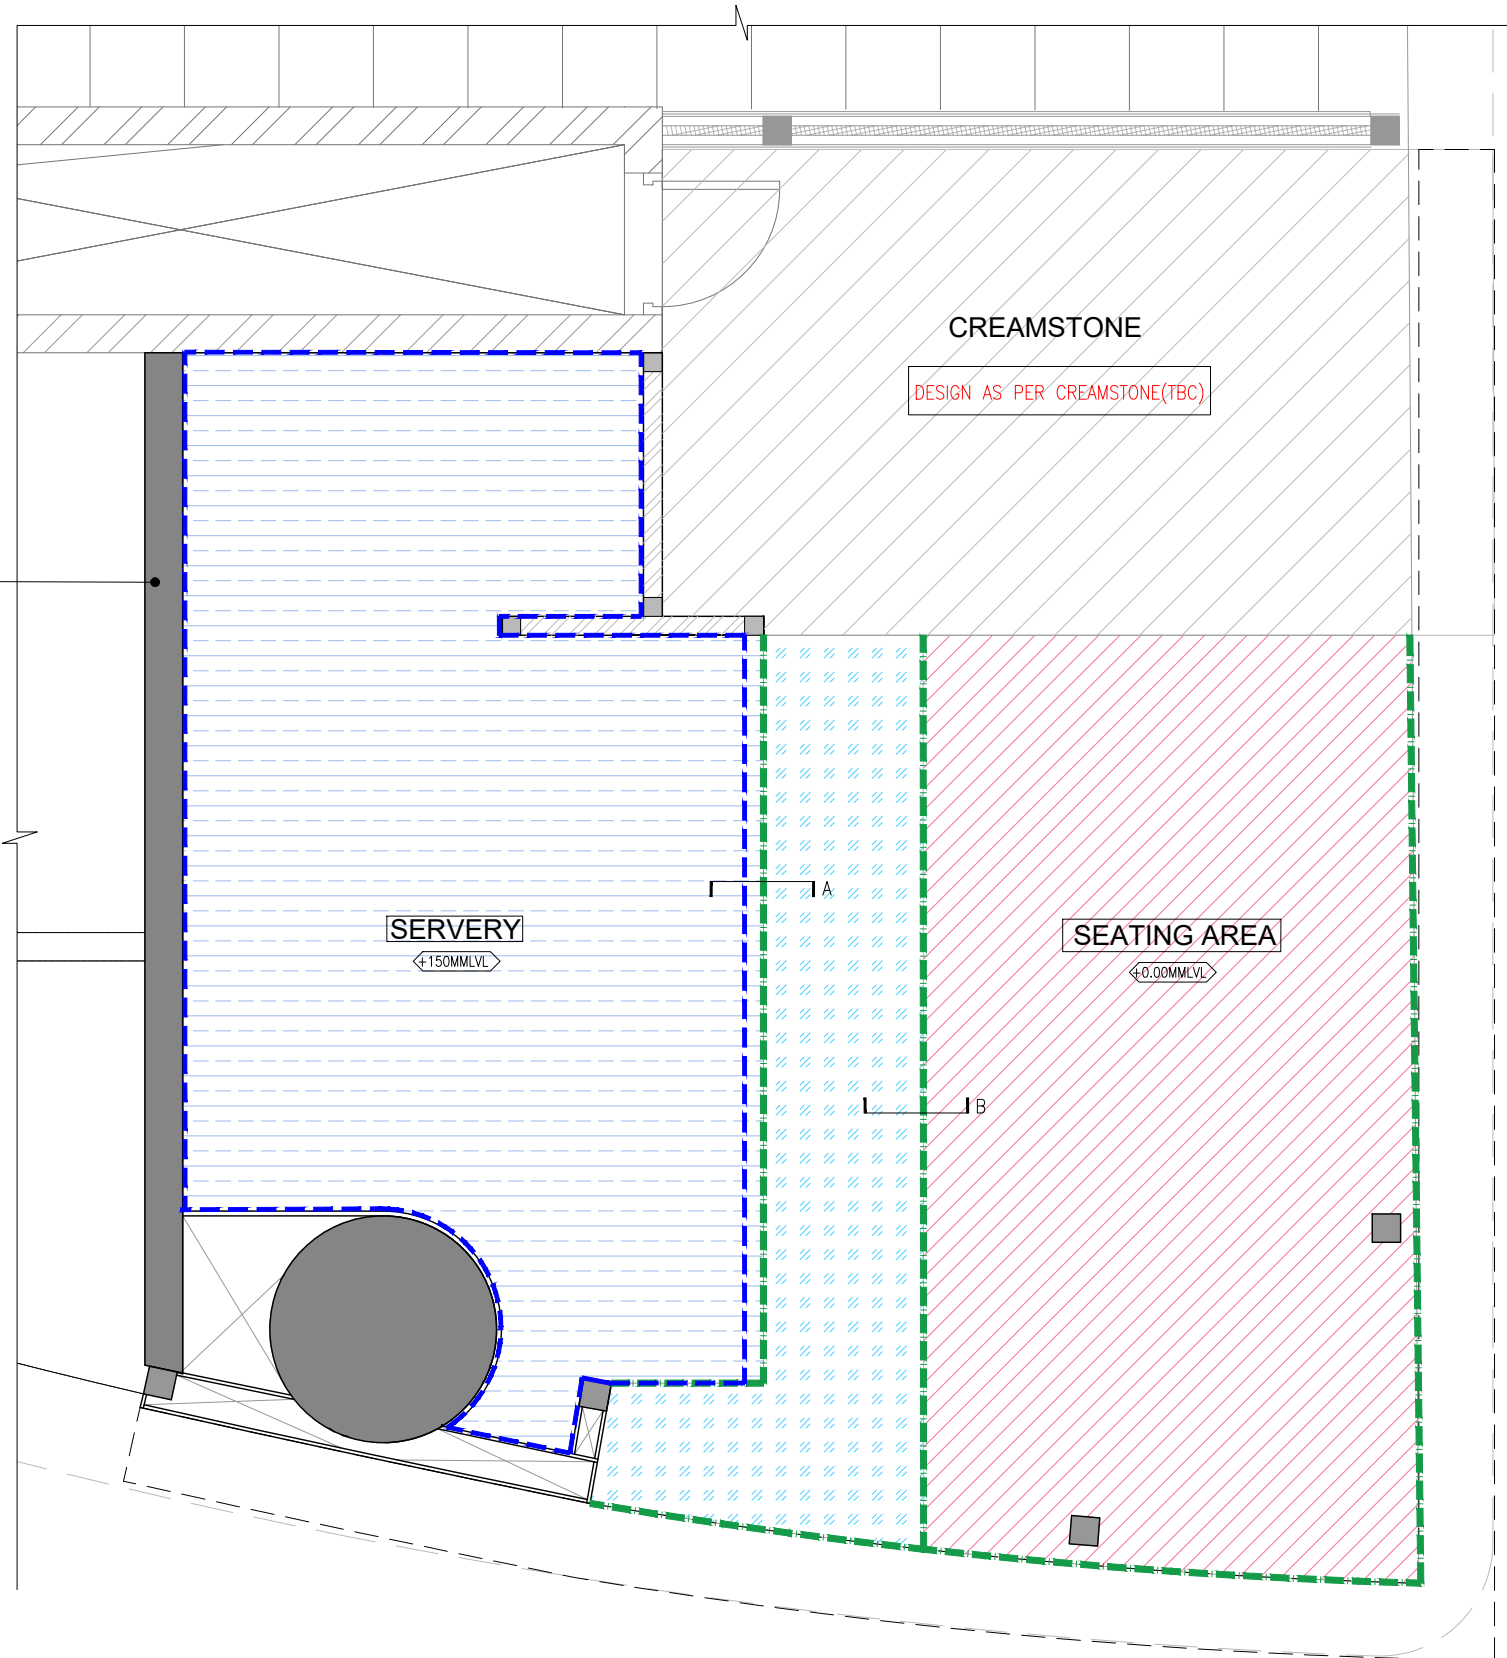 CREAMSTONE
DESIGN AS PER CREAMSTONE(TBC)
A
SERVERY
+150MMLVL
SEATING AREA
+0.00MMLVL
B